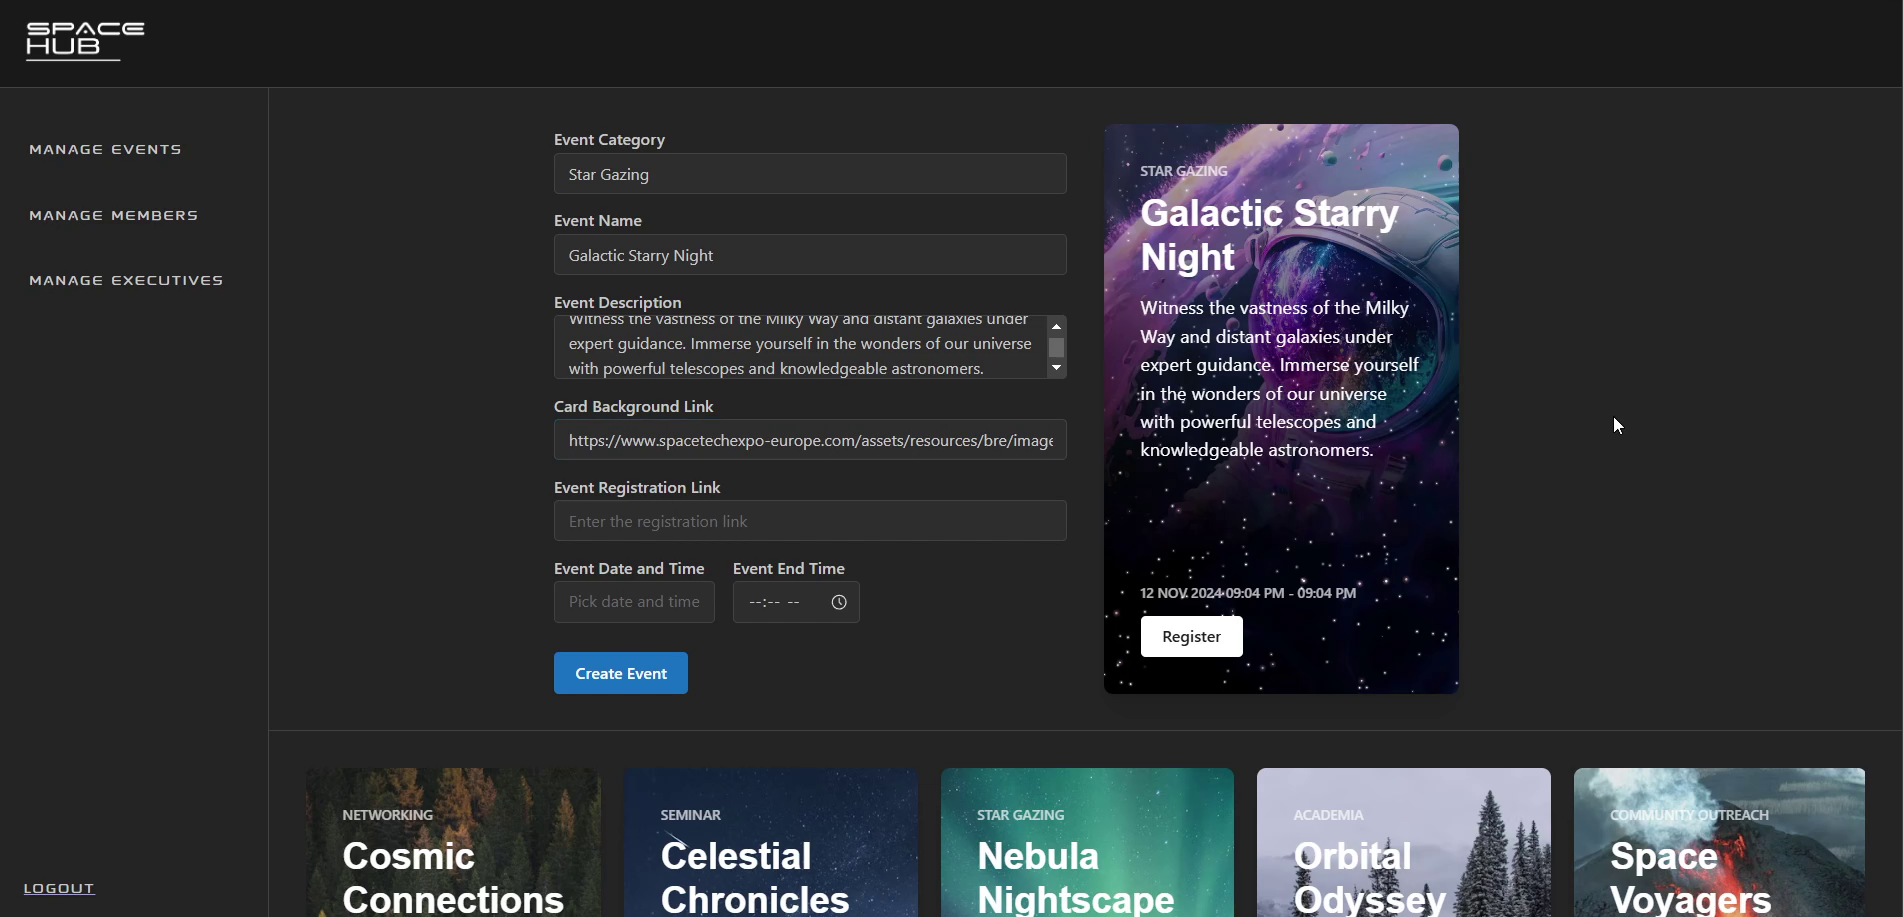 SPACE
HUB
MANAGE EVENTS
MANAGE MEMBERS
MANAGE EXECUTIVES
LOGOUT
Event Category
Star Gazing
Event Name
Galactic Starry Night
Event Description
Witness the vastness of the Milky Way and distant galaxies under
expert guidance. Immerse yourself in the wonders of our universe
with powerful telescopes and knowledgeable astronomers.
Card Background Link
https://www.spacetechexpo-europe.com/assets/resources/bre/image
Event Registration Link
Enter the registration link
Event Date and Time
Event End Time
Pick date and time
--:-- --
Create Event
STAR GAZING
Galactic Starry
Night
Witness the vastness of the Milky
Way and distant galaxies under
expert guidance. Immerse yourself
in the wonders of our universe
with powerful telescopes and
knowledgeable astronomers.
12 NOV 2024 09:04 PM - 09:04 PM
Register
NETWORKING
Cosmic
Connections
SEMINAR
Celestial
Chronicles
STAR GAZING
Nebula
Nightscape
ACADEMIA
Orbital
Odyssey
COMMUNITY OUTREACH
Space
Voyagers